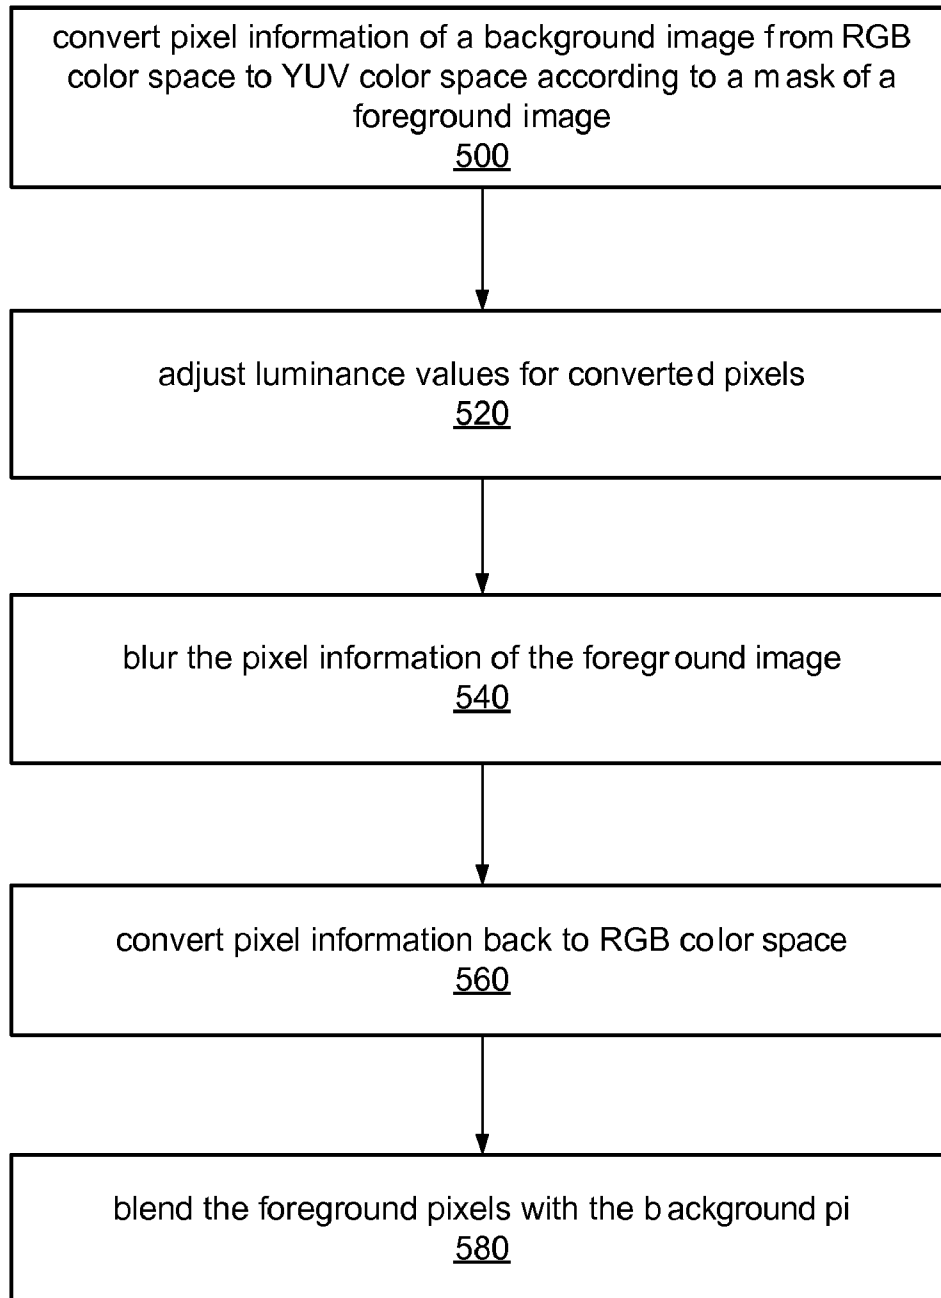 convert pixel information of a background image from RGB
color space to YUV color space according to a mask of a
foreground image
500
adjust luminance values for converted pixels
520
blur the pixel information of the foreground image
540
convert pixel information back to RGB color space
560
blend the foreground pixels with the background pi
580